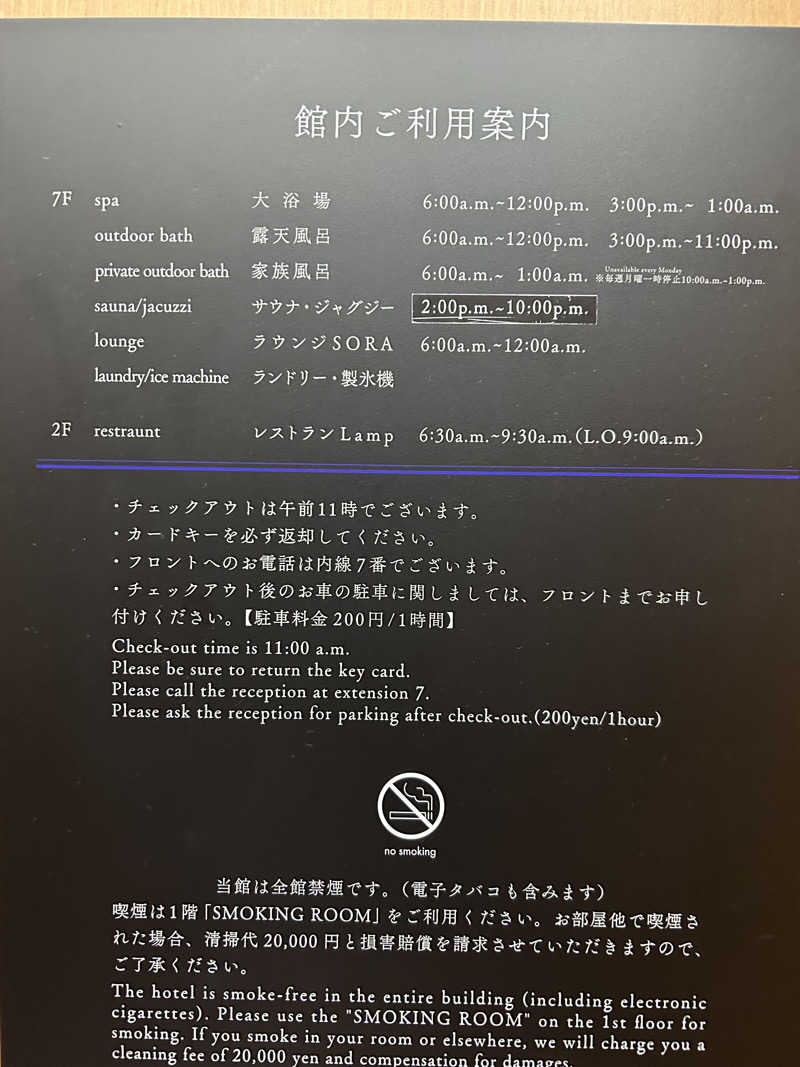 館内ご利用案内
7F spa 大浴場 6:00a.m.~12:00p.m. 3:00p.m.~ 1:00a.m.
outdoor bath 露天風呂 6:00a.m.~12:00p.m. 3:00p.m.~11:00p.m.
private outdoor bath 家族風呂 6:00a.m.~ 1:00a.m. Unavailable every Monday
※毎週月曜一時停止10:00a.m.~1:00p.m.
sauna/jacuzzi サウナ・ジャグジー 2:00p.m.~10:00p.m.
lounge ラウンジSORA 6:00a.m.~12:00a.m.
laundry/ice machine ランドリー・製氷機
2F restraunt レストランLamp 6:30a.m.~9:30a.m.(L.O.9:00a.m.)
・チェックアウトは午前11時でございます。
・カードキーを必ず返却してください。
・フロントへのお電話は内線7番でございます。
・チェックアウト後のお車の駐車に関しましては、フロントまでお申し
付けください。【駐車料金200円/1時間】
Check-out time is 11:00 a.m.
Please be sure to return the key card.
Please call the reception at extension 7.
Please ask the reception for parking after check-out.(200yen/1hour)
no smoking
当館は全館禁煙です。(電子タバコも含みます)
喫煙は1階「SMOKING ROOM」をご利用ください。お部屋他で喫煙さ
れた場合、清掃代20,000円と損害賠償を請求させていただきますので、
ご了承ください。
The hotel is smoke-free in the entire building (including electronic
cigarettes). Please use the "SMOKING ROOM" on the 1st floor for
smoking. If you smoke in your room or elsewhere, we will charge you a
cleaning fee of 20,000 yen and compensation for damages.